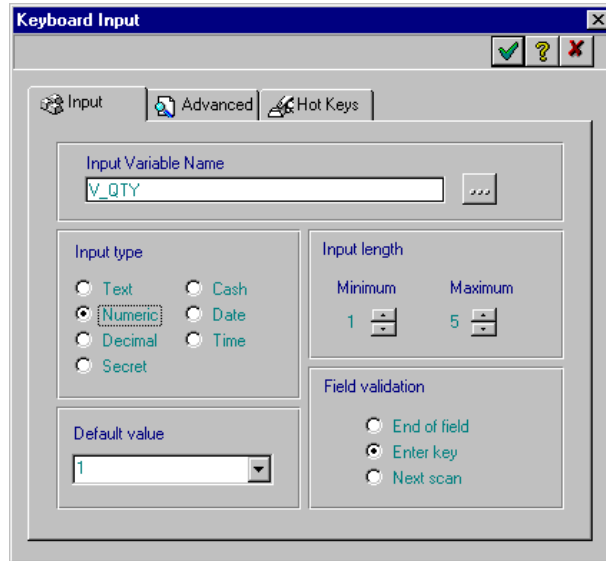 Keyboard Input
Input Advanced Hot Keys
Input Variable Name
V_QTY ...
Input type
Text Cash
Numeric Date
Decimal Time
Secret
Input length
Minimum Maximum
1 5
Default value
1
Field validation
End of field
Enter key
Next scan